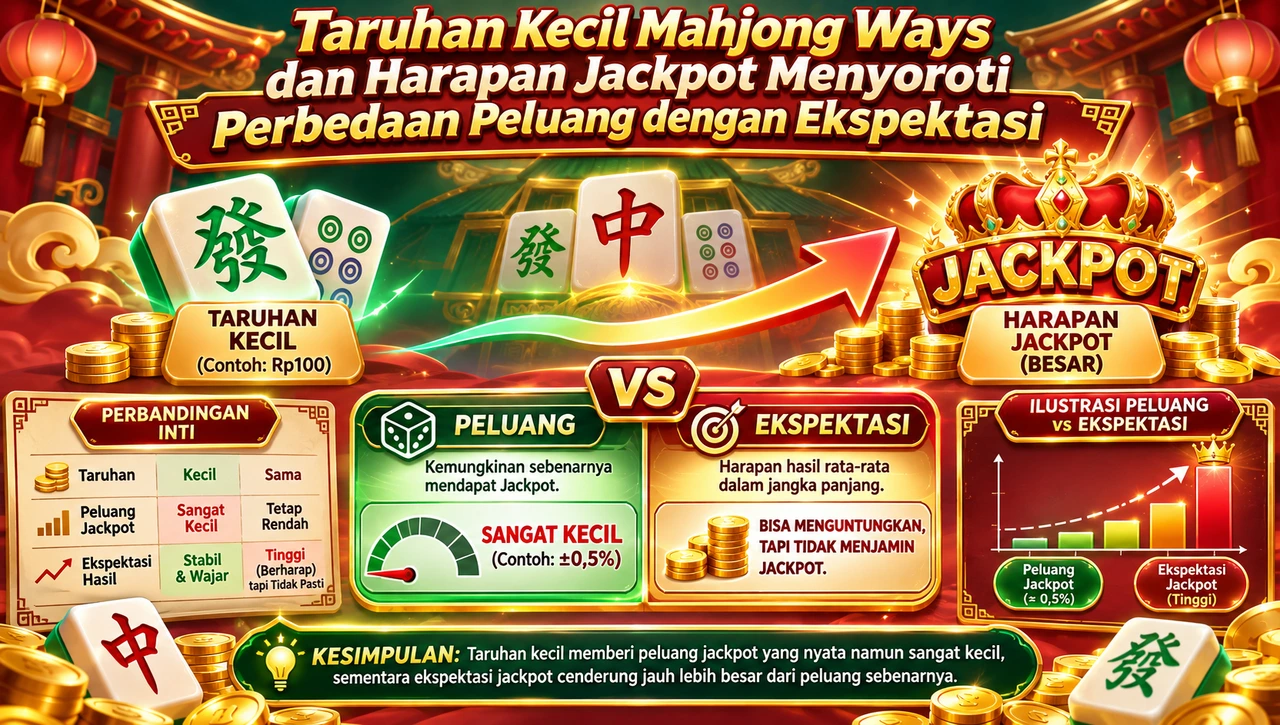 Taruhan Kecil Mahjong Ways
dan Harapan Jackpot Menyoroti
Perbedaan Peluang dengan Ekspektasi
發
發
中
JACKPOT
TARUHAN
KECIL
(Contoh: Rp100)
HARAPAN
JACKPOT
(BESAR)
VS
PERBANDINGAN
INTI
Taruhan Kecil Sama
Peluang
Jackpot
Sangat
Kecil
Tetap
Rendah
Ekspektasi
Hasil
Stabil
& Wajar
Tinggi
(Berharap)
tapi Tidak Pasti
PELUANG
Kemungkinan sebenarnya
mendapat Jackpot.
SANGAT KECIL
(Contoh: ±0,5%)
EKSPEKTASI
Harapan hasil rata-rata
dalam jangka panjang.
BISA MENGUNTUNGKAN,
TAPI TIDAK MENJAMIN
JACKPOT.
ILUSTRASI PELUANG
VS EKSPEKTASI
Peluang
Jackpot
(≈ 0,5%)
Ekspektasi
Jackpot
(Tinggi)
中
KESIMPULAN: Taruhan kecil memberi peluang jackpot yang nyata namun sangat kecil,
sementara ekspektasi jackpot cenderung jauh lebih besar dari peluang sebenarnya.
發